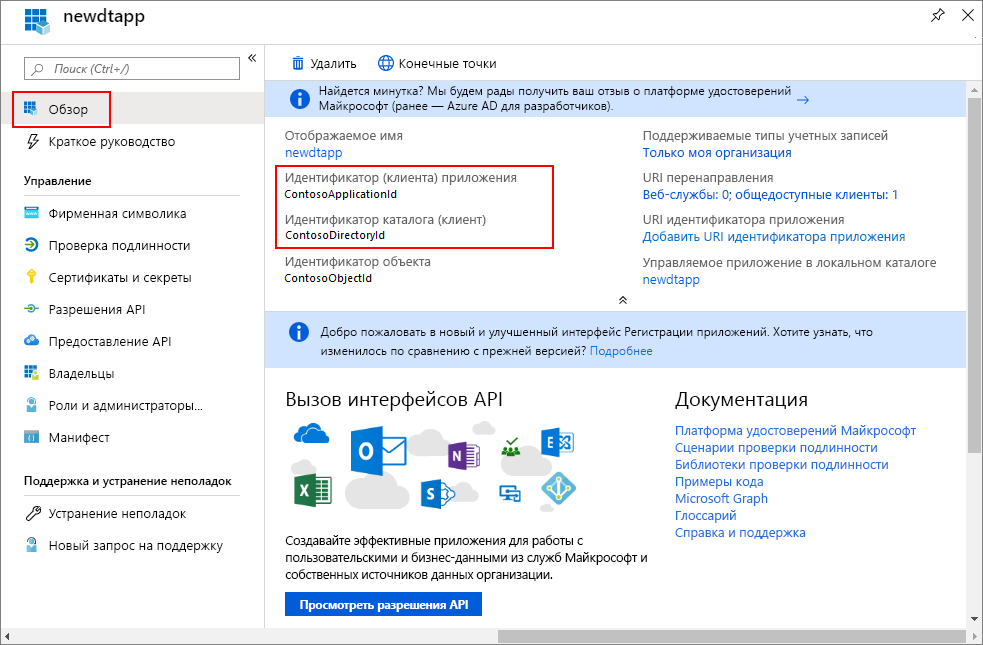 newdtapp
Поиск (Ctrl+/)
Обзор
Краткое руководство
Управление
Фирменная символика
Проверка подлинности
Сертификаты и секреты
Разрешения API
Предоставление API
Владельцы
Роли и администраторы...
Манифест
Поддержка и устранение неполадок
Устранение неполадок
Новый запрос на поддержку
Удалить
Конечные точки
Найдется минутка? Мы будем рады получить ваш отзыв о платформе удостоверений
Майкрософт (ранее — Azure AD для разработчиков).
Отображаемое имя
newdtapp
Идентификатор (клиента) приложения
ContosoApplicationId
Идентификатор каталога (клиент)
ContosoDirectoryId
Идентификатор объекта
ContosoObjectId
Поддерживаемые типы учетных записей
Только моя организация
URI перенаправления
Веб-службы: 0; общедоступные клиенты: 1
URI идентификатора приложения
Добавить URI идентификатора приложения
Управляемое приложение в локальном каталоге
newdtapp
Добро пожаловать в новый и улучшенный интерфейс Регистрации приложений. Хотите узнать, что
изменилось по сравнению с прежней версией? Подробнее
Вызов интерфейсов API
Создавайте эффективные приложения для работы с
пользовательскими и бизнес-данными из служб Майкрософт и
собственных источников данных организации.
Просмотреть разрешения API
Документация
Платформа удостоверений Майкрософт
Сценарии проверки подлинности
Библиотеки проверки подлинности
Примеры кода
Microsoft Graph
Глоссарий
Справка и поддержка